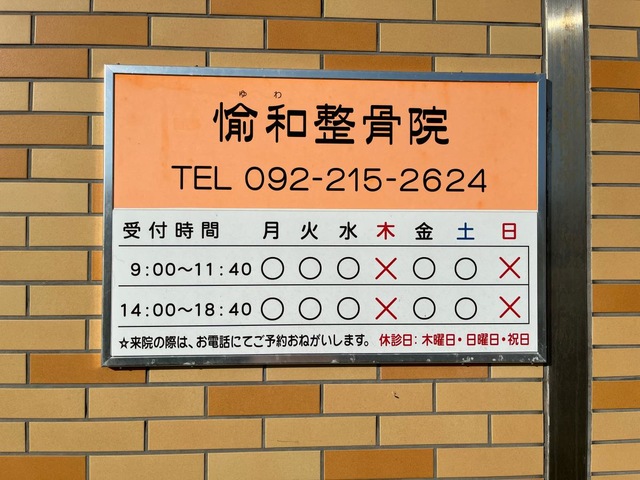 ゆわ
愉和整骨院
TEL 092-215-2624
受付時間 月 火 水 木 金 土 日
9:00〜11:40 ○ ○ ○ × ○ ○ ×
14:00〜18:40 ○ ○ ○ × ○ ○ ×
☆来院の際は、お電話にてご予約おねがいします。 休診日:木曜日・日曜日・祝日